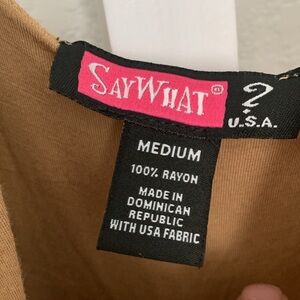 SAYWHAT® ?
U.S.A.
MEDIUM
100% RAYON
MADE IN
DOMINICAN
REPUBLIC
WITH USA FABRIC